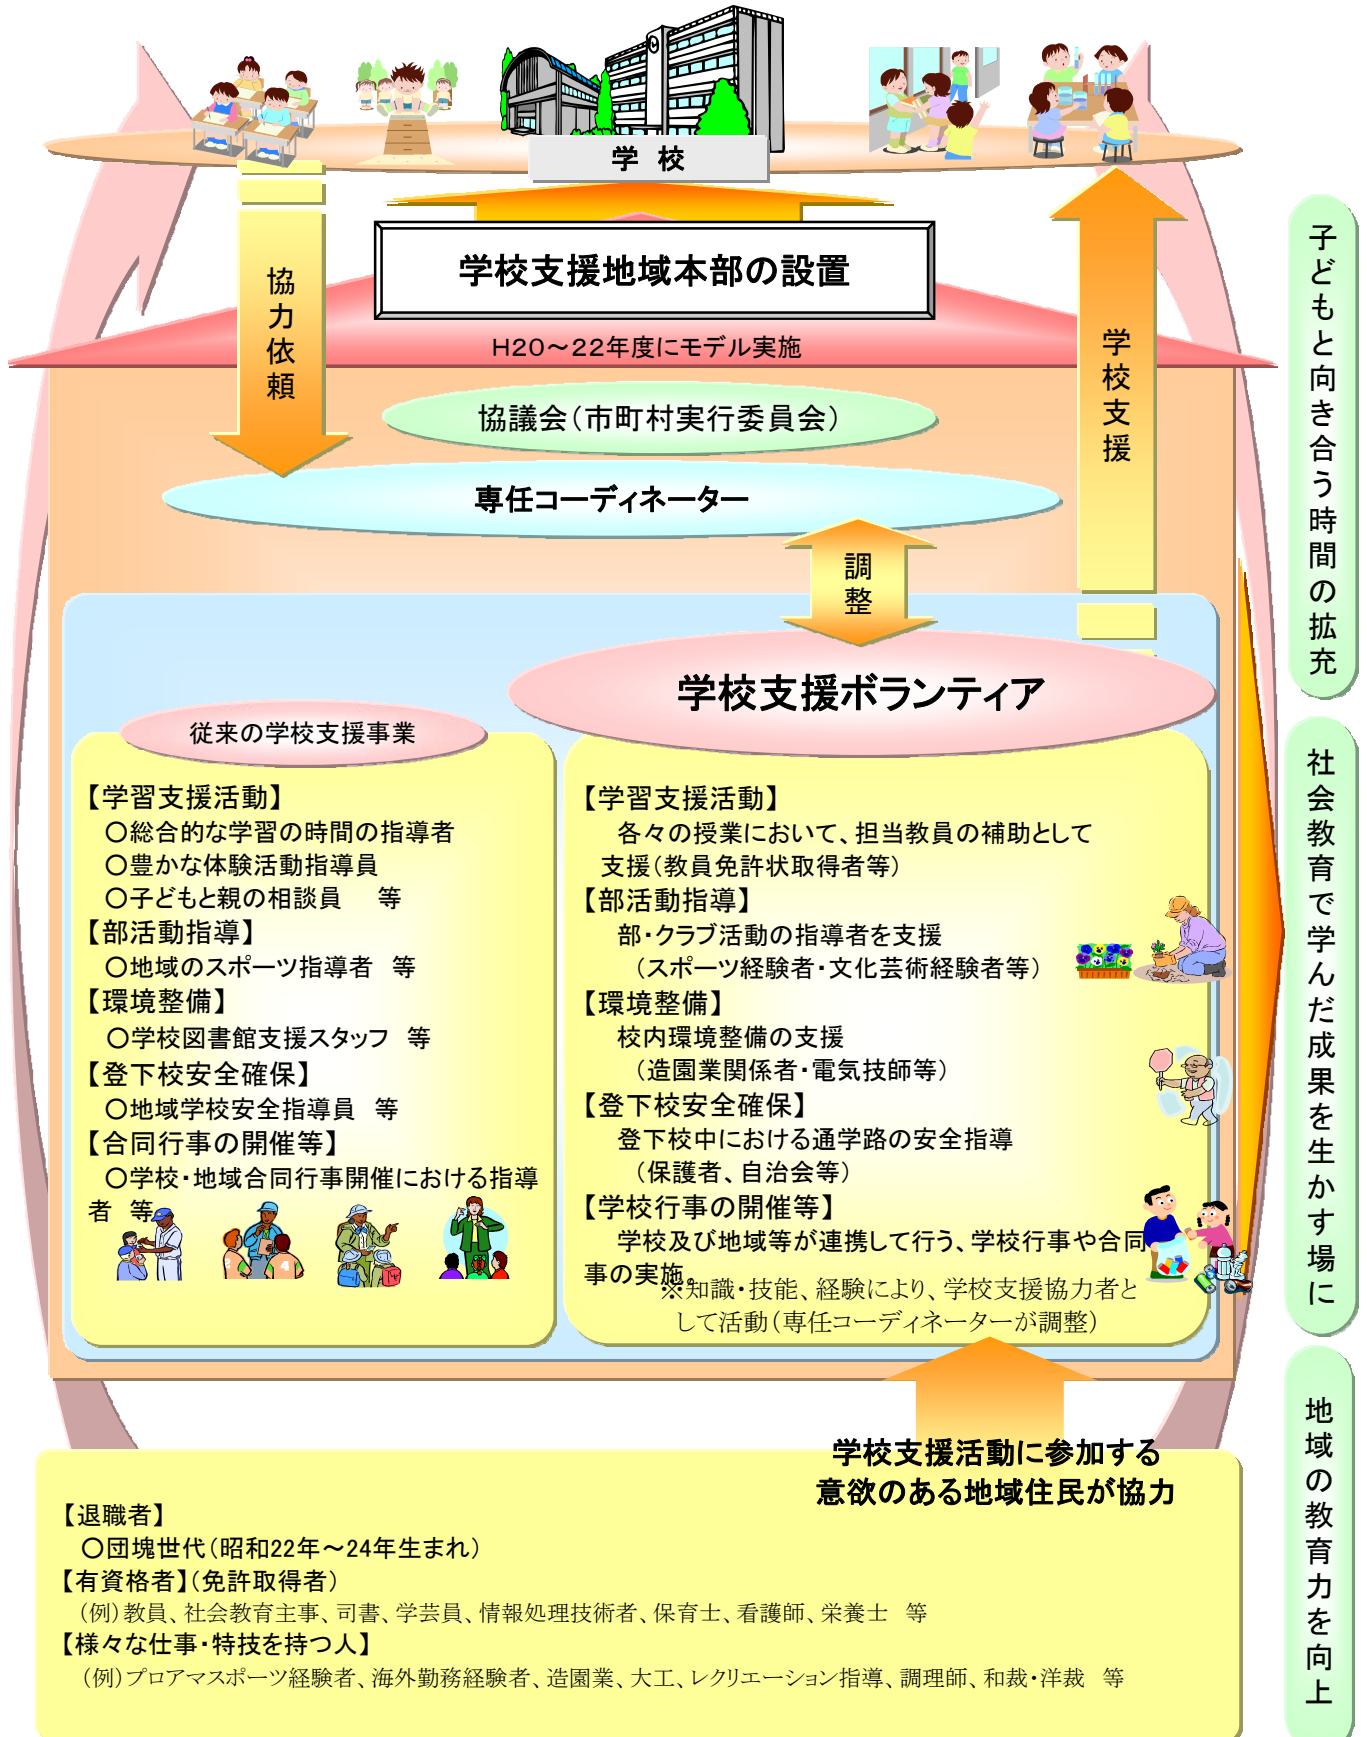 学 校
学校支援地域本部の設置
H20～22年度にモデル実施
協力依頼
学校支援
協議会（市町村実行委員会）
専任コーディネーター
調整
学校支援ボランティア
従来の学校支援事業
【学習支援活動】
○総合的な学習の時間の指導者
○豊かな体験活動指導員
○子どもと親の相談員　等
【部活動指導】
○地域のスポーツ指導者　等
【環境整備】
○学校図書館支援スタッフ　等
【登下校安全確保】
○地域学校安全指導員　等
【合同行事の開催等】
○学校・地域合同行事開催における指導
者　等
【学習支援活動】
各々の授業において、担当教員の補助として
支援（教員免許状取得者等）
【部活動指導】
部・クラブ活動の指導者を支援
（スポーツ経験者・文化芸術経験者等）
【環境整備】
校内環境整備の支援
（造園業関係者・電気技師等）
【登下校安全確保】
登下校中における通学路の安全指導
（保護者、自治会等）
【学校行事の開催等】
学校及び地域等が連携して行う、学校行事や合同
事の実施。
※知識・技能、経験により、学校支援協力者と
して活動（専任コーディネーターが調整）
学校支援活動に参加する
意欲のある地域住民が協力
【退職者】
○団塊世代（昭和22年～24年生まれ）
【有資格者】（免許取得者）
（例）教員、社会教育主事、司書、学芸員、情報処理技術者、保育士、看護師、栄養士　等
【様々な仕事・特技を持つ人】
（例）プロアマスポーツ経験者、海外勤務経験者、造園業、大工、レクリエーション指導、調理師、和裁・洋裁　等
子どもと向き合う時間の拡充
社会教育で学んだ成果を生かす場に
地域の教育力を向上